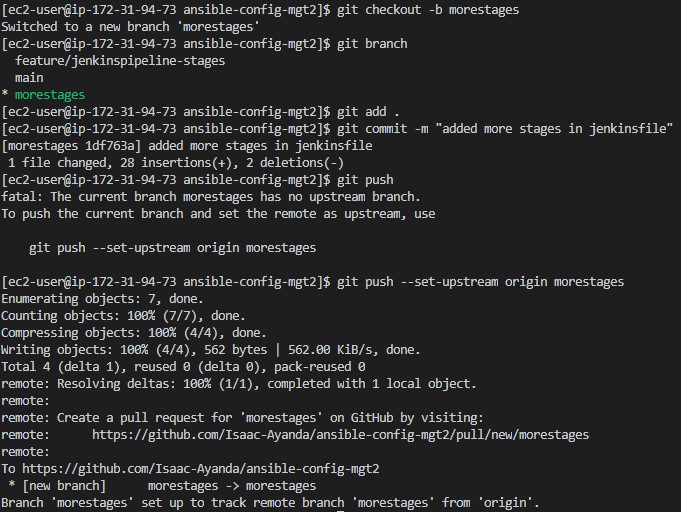 [ec2-user@ip-172-31-94-73 ansible-config-mgt2]$ git checkout -b morestages
Switched to a new branch 'morestages'
[ec2-user@ip-172-31-94-73 ansible-config-mgt2]$ git branch
  feature/jenkinspipeline-stages
  main
* morestages
[ec2-user@ip-172-31-94-73 ansible-config-mgt2]$ git add .
[ec2-user@ip-172-31-94-73 ansible-config-mgt2]$ git commit -m "added more stages in jenkinsfile"
[morestages 1df763a] added more stages in jenkinsfile
 1 file changed, 28 insertions(+), 2 deletions(-)
[ec2-user@ip-172-31-94-73 ansible-config-mgt2]$ git push
fatal: The current branch morestages has no upstream branch.
To push the current branch and set the remote as upstream, use
    git push --set-upstream origin morestages
[ec2-user@ip-172-31-94-73 ansible-config-mgt2]$ git push --set-upstream origin morestages
Enumerating objects: 7, done.
Counting objects: 100% (7/7), done.
Compressing objects: 100% (4/4), done.
Writing objects: 100% (4/4), 562 bytes | 562.00 KiB/s, done.
Total 4 (delta 1), reused 0 (delta 0), pack-reused 0
remote: Resolving deltas: 100% (1/1), completed with 1 local object.
remote:
remote: Create a pull request for 'morestages' on GitHub by visiting:
remote:      https://github.com/Isaac-Ayanda/ansible-config-mgt2/pull/new/morestages
remote:
To https://github.com/Isaac-Ayanda/ansible-config-mgt2
 * [new branch]      morestages -> morestages
Branch 'morestages' set up to track remote branch 'morestages' from 'origin'.